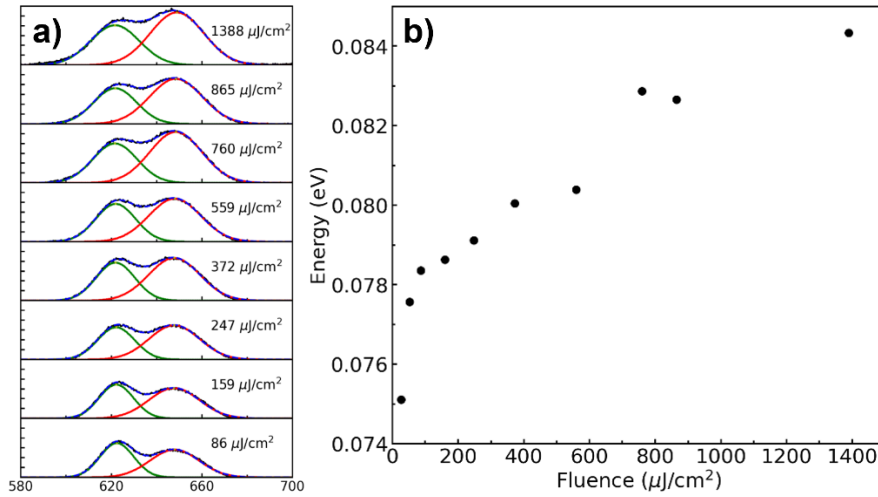 a)
1388 μJ/cm²
865 μJ/cm²
760 μJ/cm²
559 μJ/cm²
372 μJ/cm²
247 μJ/cm²
159 μJ/cm²
86 μJ/cm²
580 620 660 700
b)
Energy (eV)
0.084
0.082
0.080
0.078
0.076
0.074
0 200 400 600 800 1000 1200 1400
Fluence (μJ/cm²)